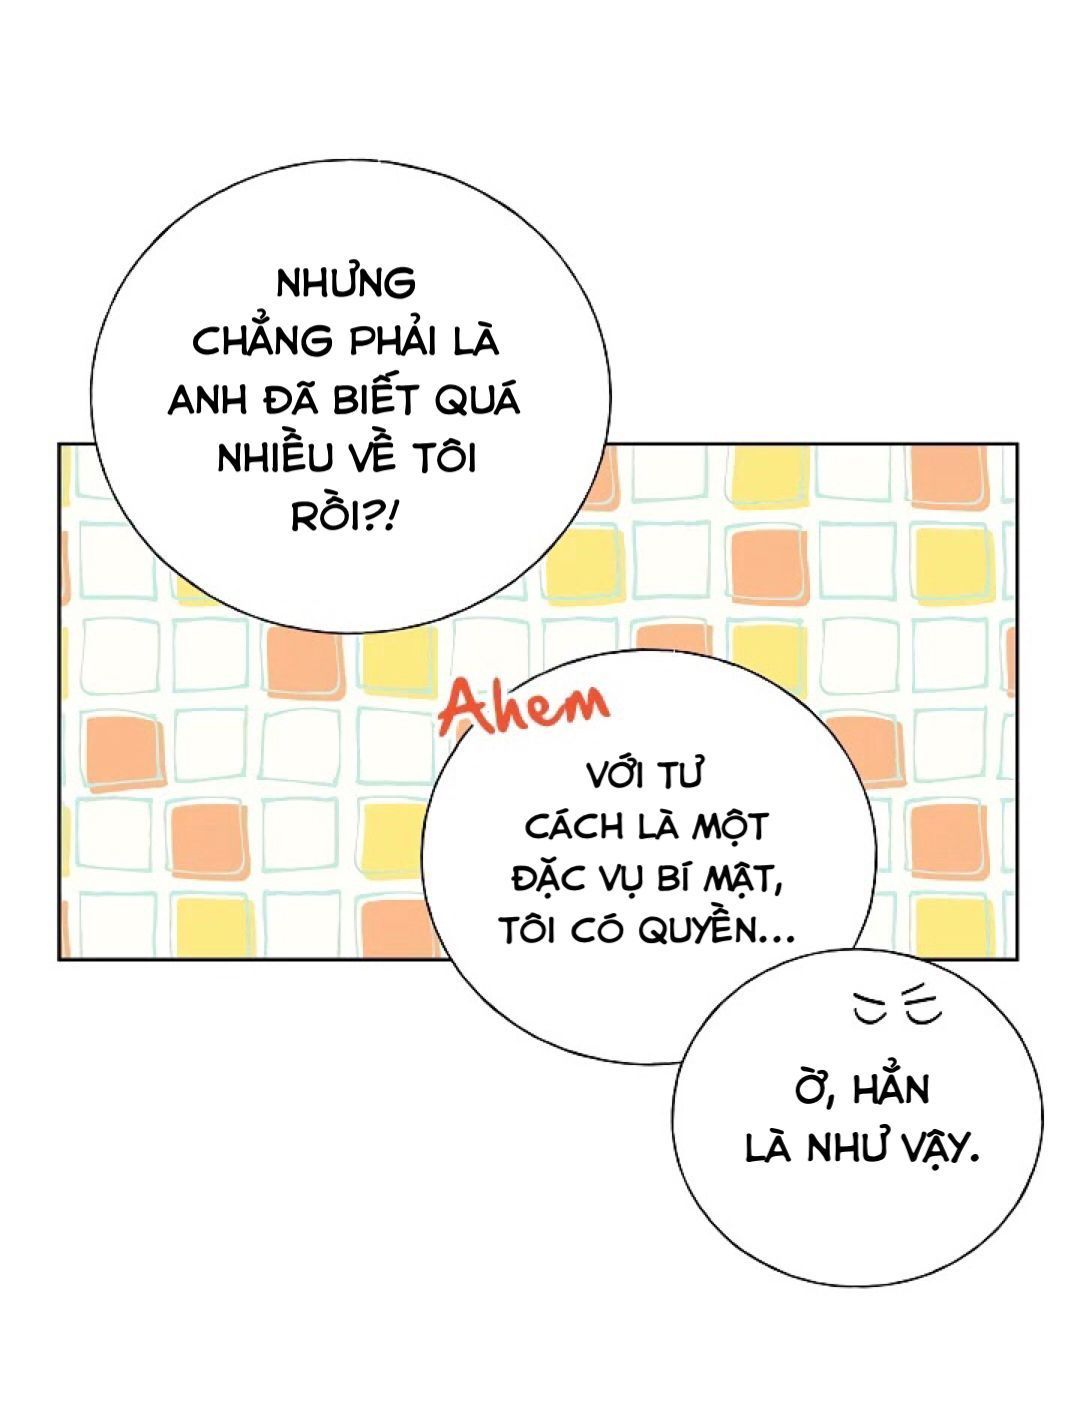 NHƯNG
CHẲNG PHẢI LÀ
ANH ĐÃ BIẾT QUÁ
NHIỀU VỀ TÔI
RỒI?!
Ahem
VỚI TƯ
CÁCH LÀ MỘT
ĐẶC VỤ BÍ MẬT,
TÔI CÓ QUYỀN...
Ờ, HẲN
LÀ NHƯ VẬY.